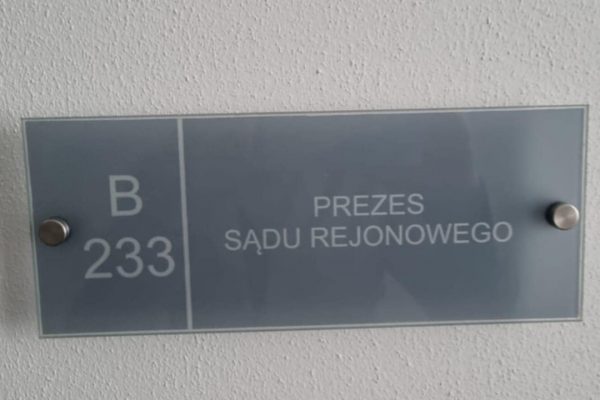 B
233
PREZES
SĄDU REJONOWEGO